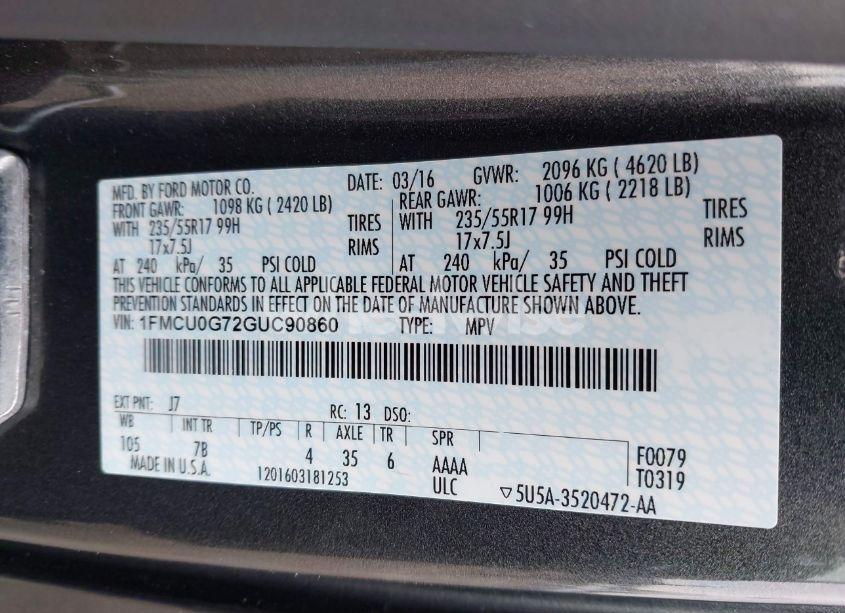 MFD. BY FORD MOTOR CO. DATE: 03/16 GVWR: 2096 KG ( 4620 LB)
FRONT GAWR: 1098 KG ( 2420 LB) REAR GAWR: 1006 KG ( 2218 LB)
WITH 235/55R17 99H TIRES WITH 235/55R17 99H TIRES
17x7.5J RIMS 17x7.5J RIMS
AT 240 kPa/ 35 PSI COLD AT 240 kPa/ 35 PSI COLD
THIS VEHICLE CONFORMS TO ALL APPLICABLE FEDERAL MOTOR VEHICLE SAFETY AND THEFT
PREVENTION STANDARDS IN EFFECT ON THE DATE OF MANUFACTURE SHOWN ABOVE.
VIN: 1FMCU0G72GUC90860 TYPE: MPV
EXT PNT: J7 RC: 13 DSO:
WB INT TR TP/PS R AXLE TR SPR
105 7B 4 35 6 AAAA F0079
MADE IN U.S.A. ULC T0319
1201603181253 ▽5U5A-3520472-AA